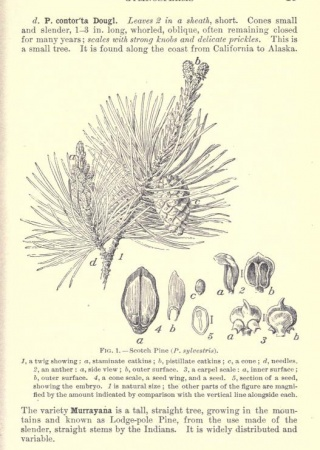 d. P. contor'ta Dougl. Leaves 2 in a sheath, short. Cones small
and slender, 1–3 in. long, whorled, oblique, often remaining closed
for many years; scales with strong knobs and delicate prickles. This is
a small tree. It is found along the coast from California to Alaska.
b
a
c
d
1
a
2
b
a
4
b
c
5
a
3
b
Fig. 1.—Scotch Pine (P. sylvestris).
1, a twig showing: a, staminate catkins; b, pistillate catkins; c, a cone; d, needles.
2, an anther: a, side view; b, outer surface. 3, a carpel scale: a, inner surface;
b, outer surface. 4, a cone scale, a seed wing, and a seed. 5, section of a seed,
showing the embryo. 1 is natural size; the other parts of the figure are magni-
fied by the amount indicated by comparison with the vertical line alongside each.
The variety Murrayana is a tall, straight tree, growing in the moun-
tains and known as Lodge-pole Pine, from the use made of the
slender, straight stems by the Indians. It is widely distributed and
variable.